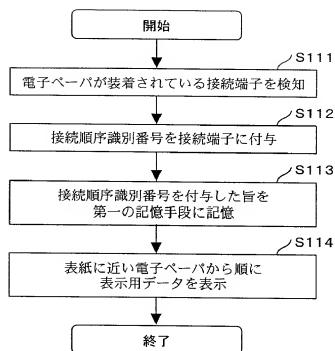 開始
S111
電子ペーパが装着されている接続端子を検知
S112
接続順序識別番号を接続端子に付与
S113
接続順序識別番号を付与した旨を
第一の記憶手段に記憶
S114
表紙に近い電子ペーパから順に
表示用データを表示
終了